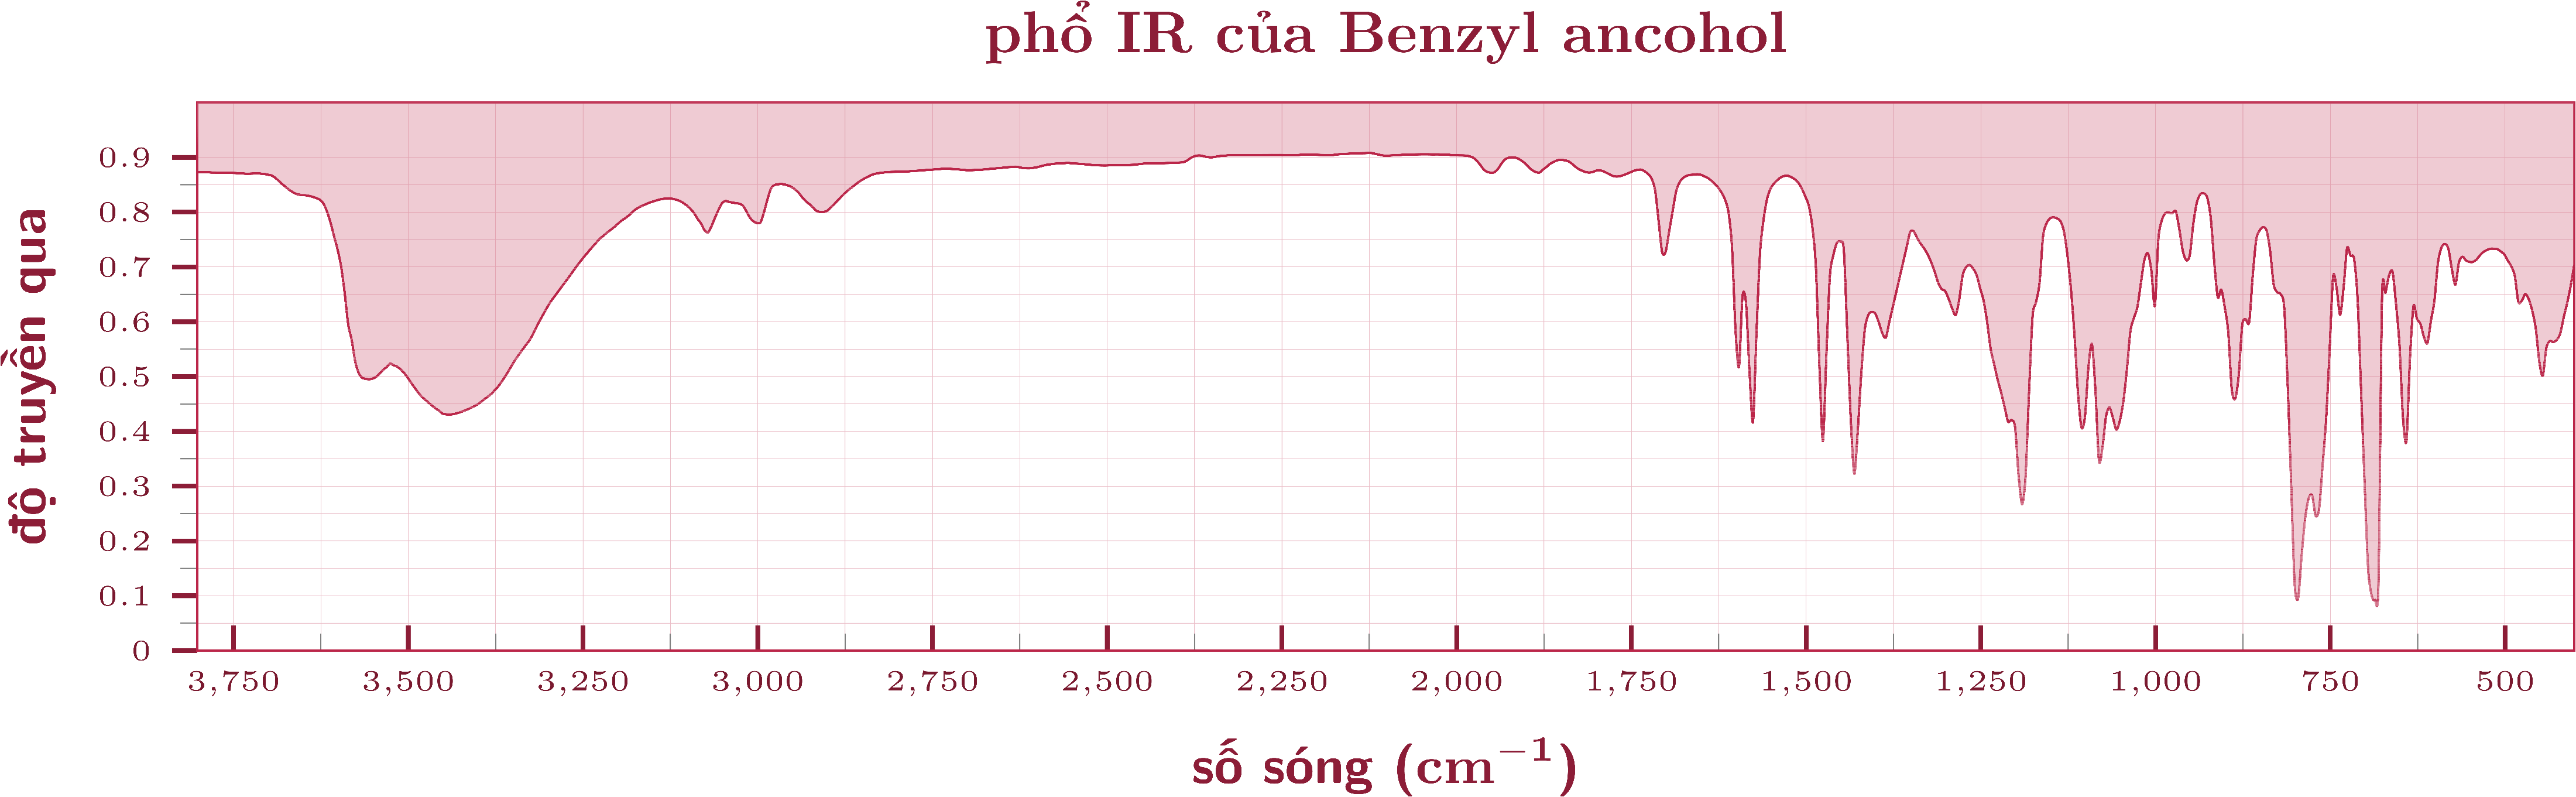 phổ IR của Benzyl ancohol
độ truyền qua
0.9
0.8
0.7
0.6
0.5
0.4
0.3
0.2
0.1
0
3,750 3,500 3,250 3,000 2,750 2,500 2,250 2,000 1,750 1,500 1,250 1,000 750 500
số sóng (cm⁻¹)